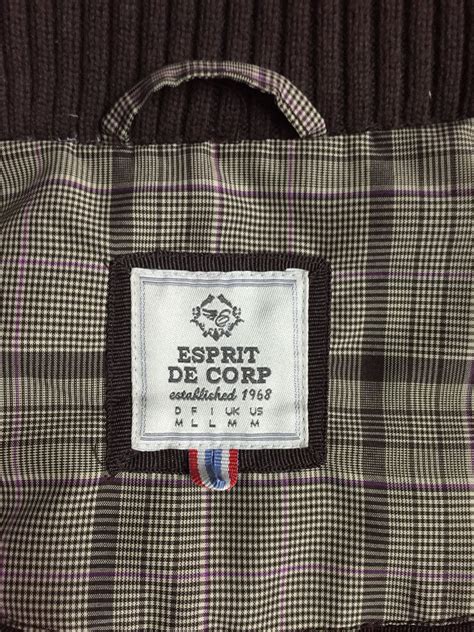 ESPRIT
DE CORP
established 1968
D F I UK US
M L L M M